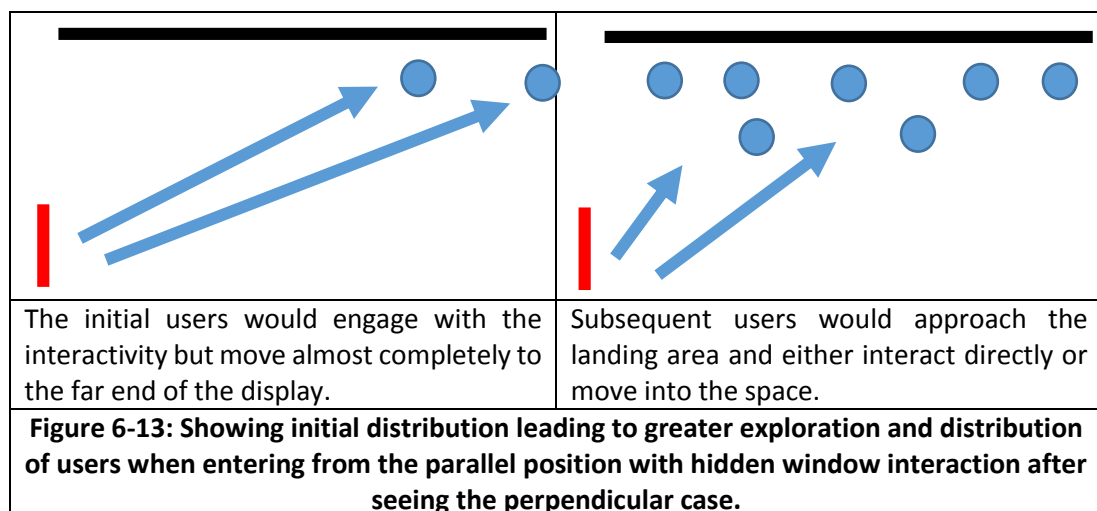 The initial users would engage with the
interactivity but move almost completely to
the far end of the display.
Subsequent users would approach the
landing area and either interact directly or
move into the space.
Figure 6-13: Showing initial distribution leading to greater exploration and distribution
of users when entering from the parallel position with hidden window interaction after
seeing the perpendicular case.